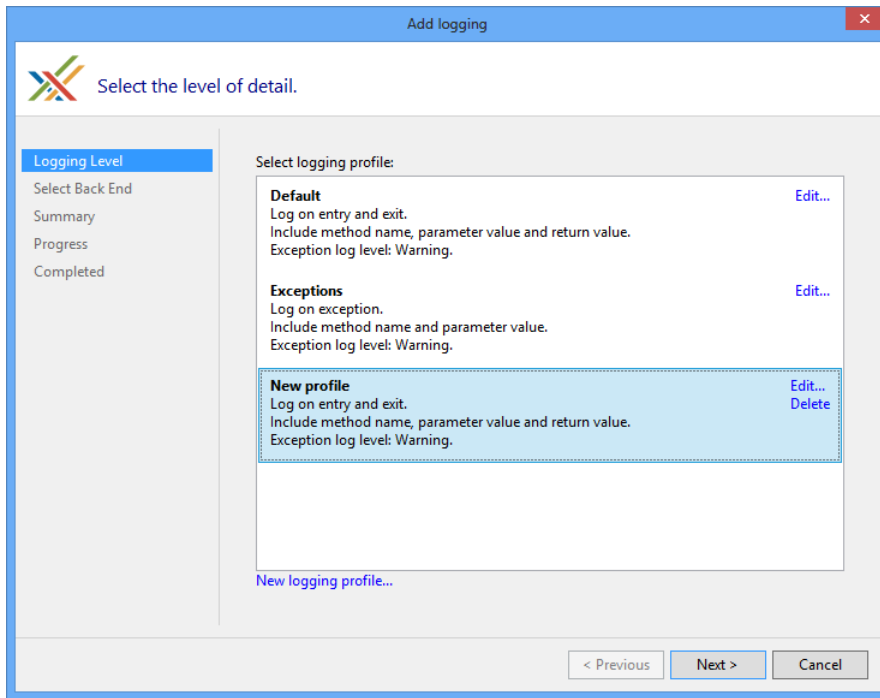 Add logging
Select the level of detail.
Logging Level
Select Back End
Summary
Progress
Completed
Select logging profile:
Default
Edit...
Log on entry and exit.
Include method name, parameter value and return value.
Exception log level: Warning.
Exceptions
Edit...
Log on exception.
Include method name and parameter value.
Exception log level: Warning.
New profile
Edit...
Log on entry and exit.
Delete
Include method name, parameter value and return value.
Exception log level: Warning.
New logging profile...
< Previous
Next >
Cancel